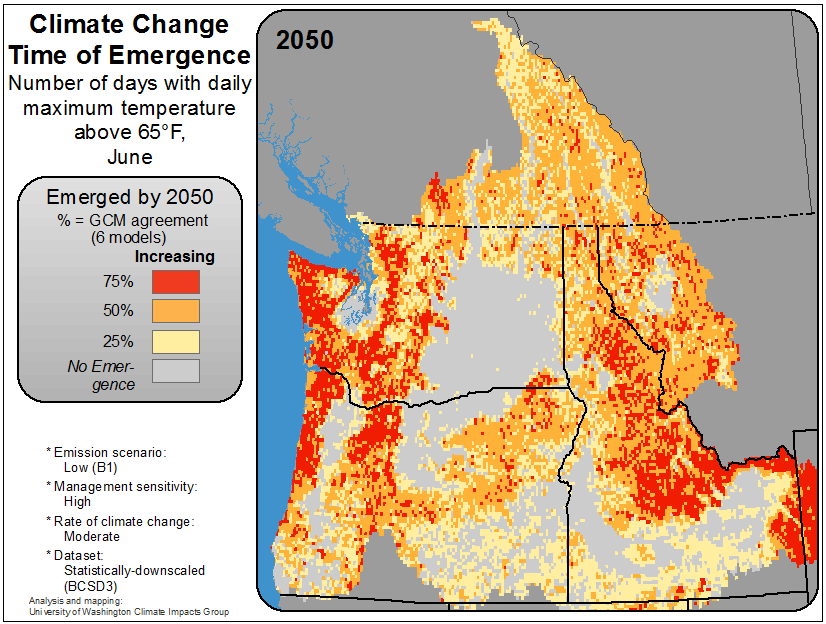 Climate Change
Time of Emergence
Number of days with daily
maximum temperature
above 65°F,
June
Emerged by 2050
% = GCM agreement
(6 models)
Increasing
75%
50%
25%
No Emer-
gence
* Emission scenario:
Low (B1)
* Management sensitivity:
High
* Rate of climate change:
Moderate
* Dataset:
Statistically-downscaled
(BCSD3)
Analysis and mapping:
University of Washington Climate Impacts Group
2050